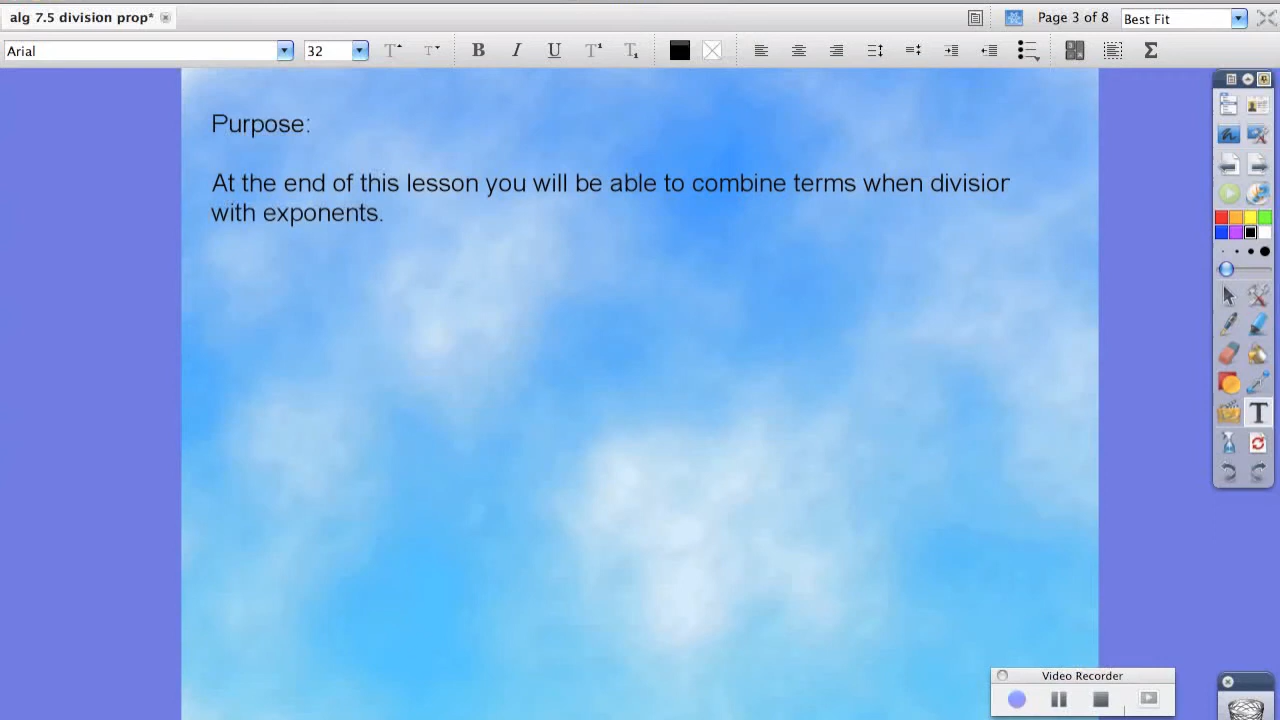 alg 7.5 division prop*
Page 3 of 8
Best Fit
Arial
32
B I U
Purpose:
At the end of this lesson you will be able to combine terms when division
with exponents.
Video Recorder